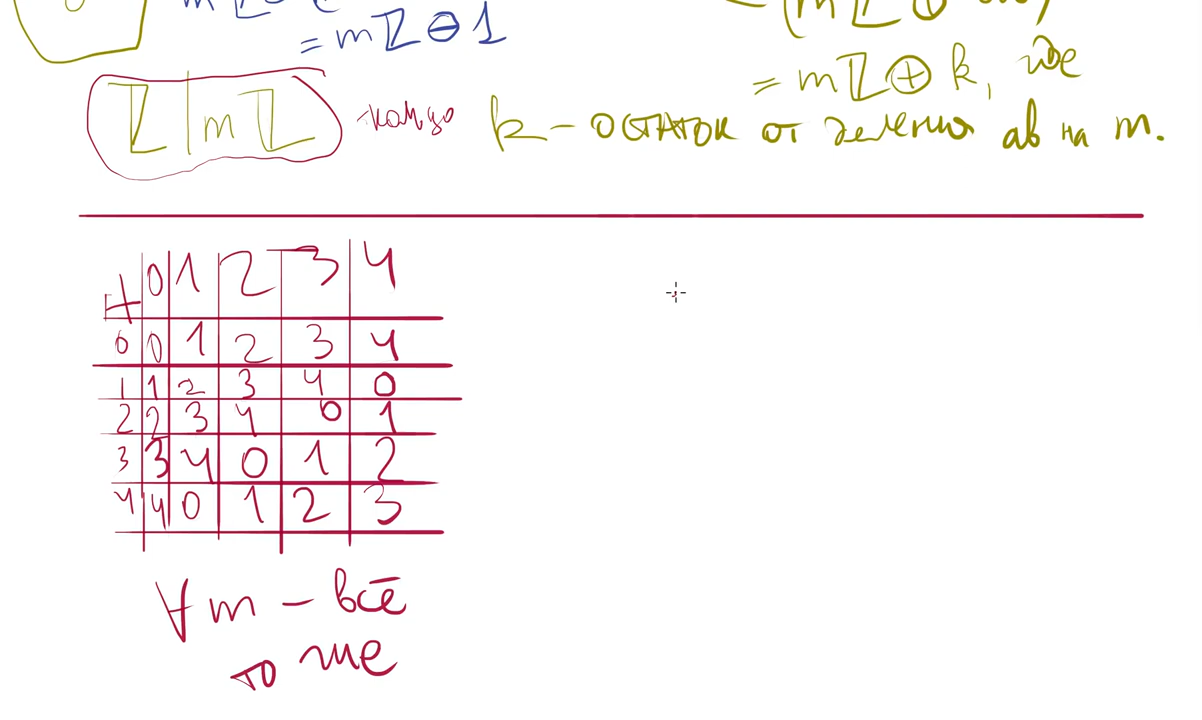 = mℤ ⊖ 1
= mℤ ⊕ k, где
ℤ | mℤ
k - остаток от деления ab на m.
+ 0 1 2 3 4
0 0 1 2 3 4
1 1 2 3 4 0
2 2 3 4 0 1
3 3 4 0 1 2
4 4 0 1 2 3
∀ m - всё
то же